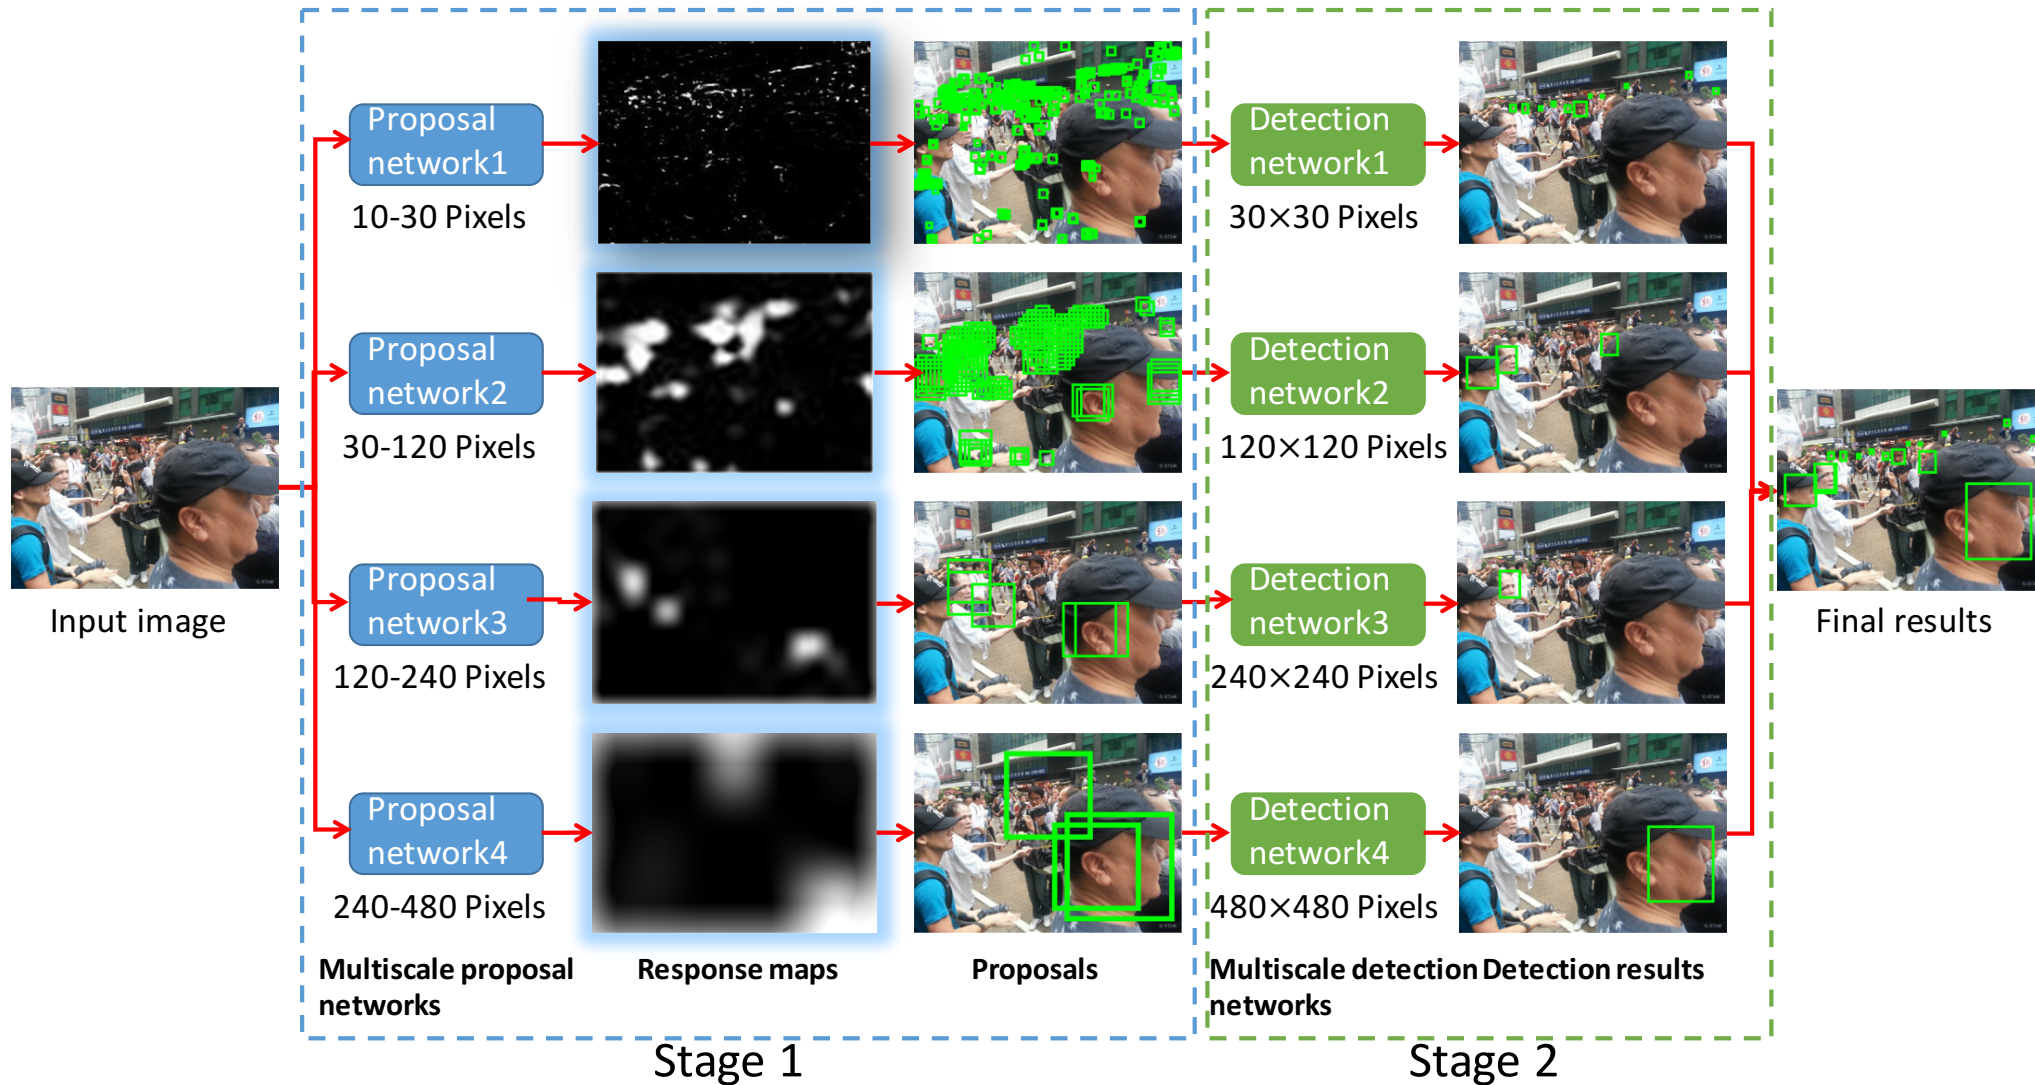 Proposal
network1
10-30 Pixels
Detection
network1
30×30 Pixels
Proposal
network2
30-120 Pixels
Detection
network2
120×120 Pixels
Input image
Proposal
network3
120-240 Pixels
Detection
network3
240×240 Pixels
Final results
Proposal
network4
240-480 Pixels
Detection
network4
480×480 Pixels
Multiscale proposal
networks
Response maps
Proposals
Multiscale detection
networks
Detection results
Stage 1
Stage 2